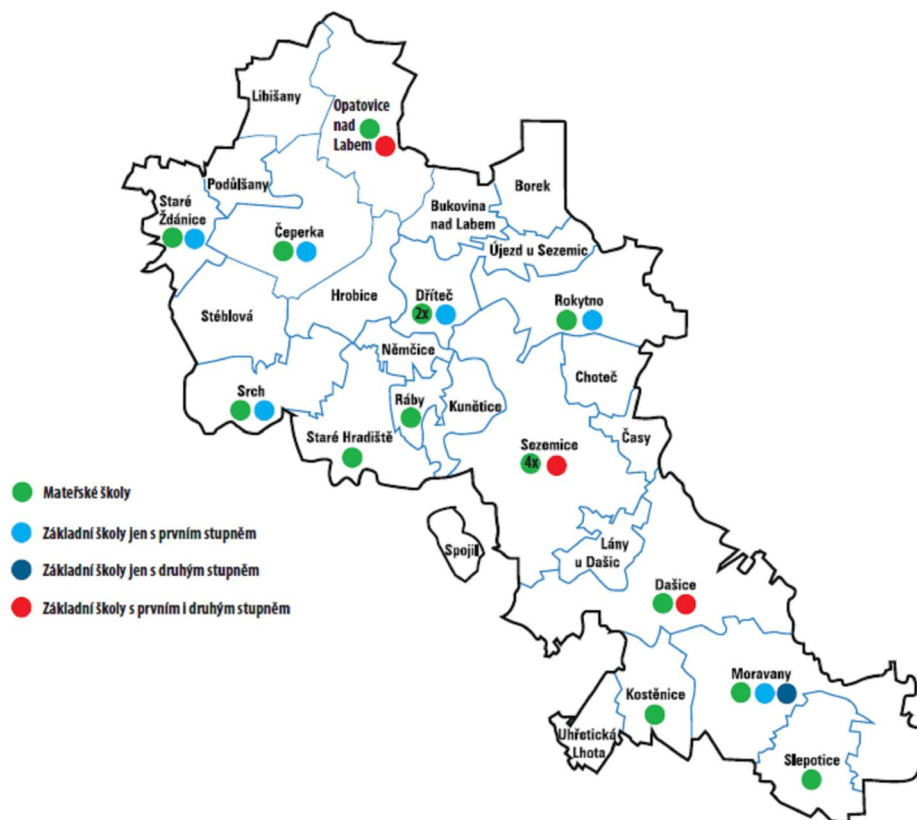 Libišany
Opatovice
nad
Labem
Podůlšany
Borek
Staré
Ždánice
Bukovina
nad Labem
Čeperka
Újezd u Sezemic
Hrobice
Dříteč
2x
Rokytno
Stéblová
Němčice
Choteč
Srch
Ráby
Kunětice
Staré Hradiště
Časy
Sezemice
4x
Mateřské školy
Základní školy jen s prvním stupněm
Základní školy jen s druhým stupněm
Základní školy s prvním i druhým stupněm
Spojil
Lány
u Dašic
Dašice
Moravany
Kostěnice
Uhřetická
Lhota
Slepotice